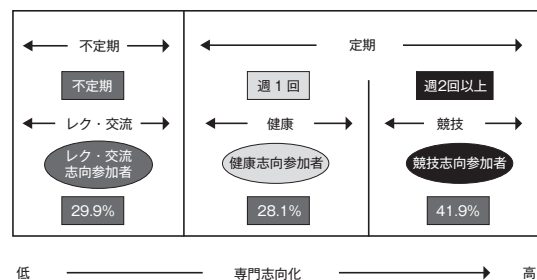 不定期 定期
不定期 週1回 週2回以上
レク・交流 健康 競技
レク・交流
志向参加者 健康志向参加者 競技志向参加者
29.9% 28.1% 41.9%
低 専門志向化 高